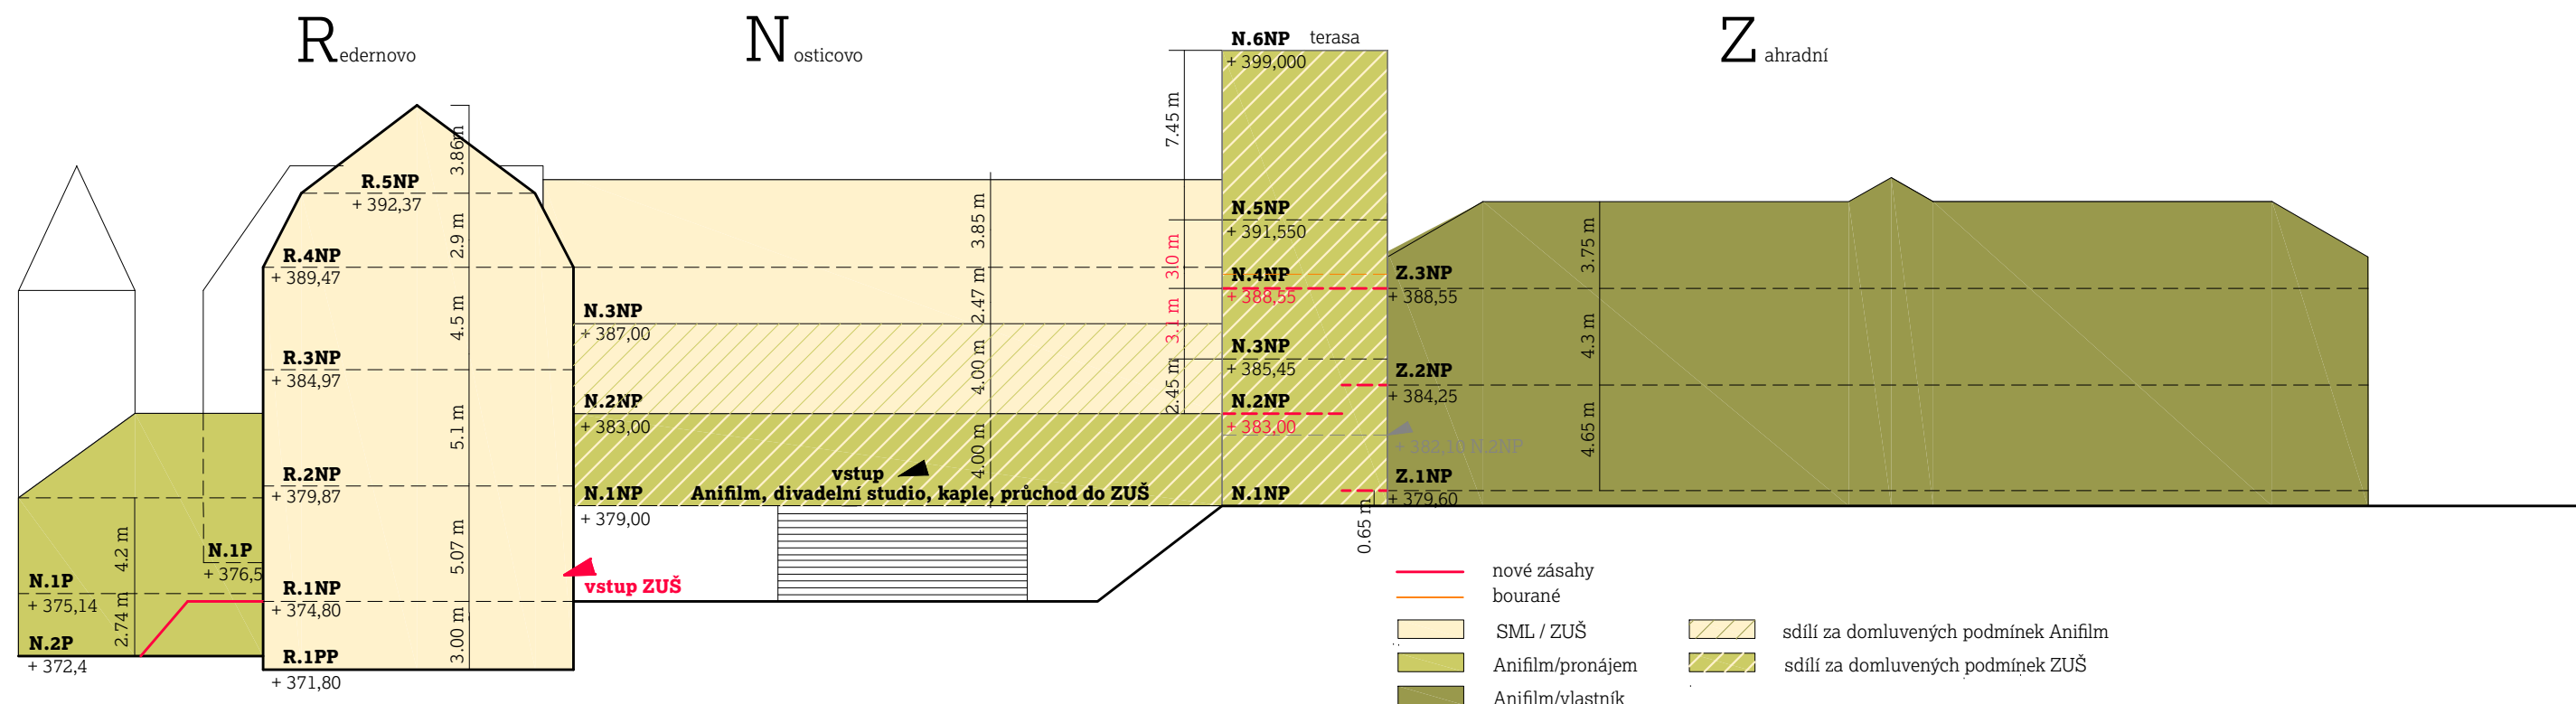 Redernovo
Nosticovo
Zahradní
N.6NP terasa
+ 399,000
7.45 m
3.86m
R.5NP
+ 392,37
2.9 m
R.4NP
+ 389,47
4.5 m
R.3NP
+ 384,97
5.1 m
R.2NP
+ 379,87
5.07 m
R.1NP
+ 374,80
3.00 m
R.1PP
+ 371,80
4.2 m
N.1P
+ 376,5
N.1P
+ 375,14
2.74 m
N.2P
+ 372,4
3.85 m
2.47 m
N.3NP
+ 387,00
4.00 m
N.2NP
+ 383,00
4.00 m
vstup
N.1NP
Anifilm, divadelní studio, kaple, průchod do ZUŠ
+ 379,00
vstup ZUŠ
N.5NP
+ 391,550
3.0 m
N.4NP
+ 388,55
3.1 m
N.3NP
+ 385,45
2.45 m
N.2NP
+ 383,00
N.1NP
Z.3NP
+ 388,55
3.75 m
4.3 m
Z.2NP
+ 384,25
+ 382,10 N.2NP
4.65 m
Z.1NP
+ 379,60
0.65 m
nové zásahy
bourané
SML / ZUŠ
sdílí za domluvených podmínek Anifilm
Anifilm/pronájem
sdílí za domluvených podmínek ZUŠ
Anifilm/vlastník